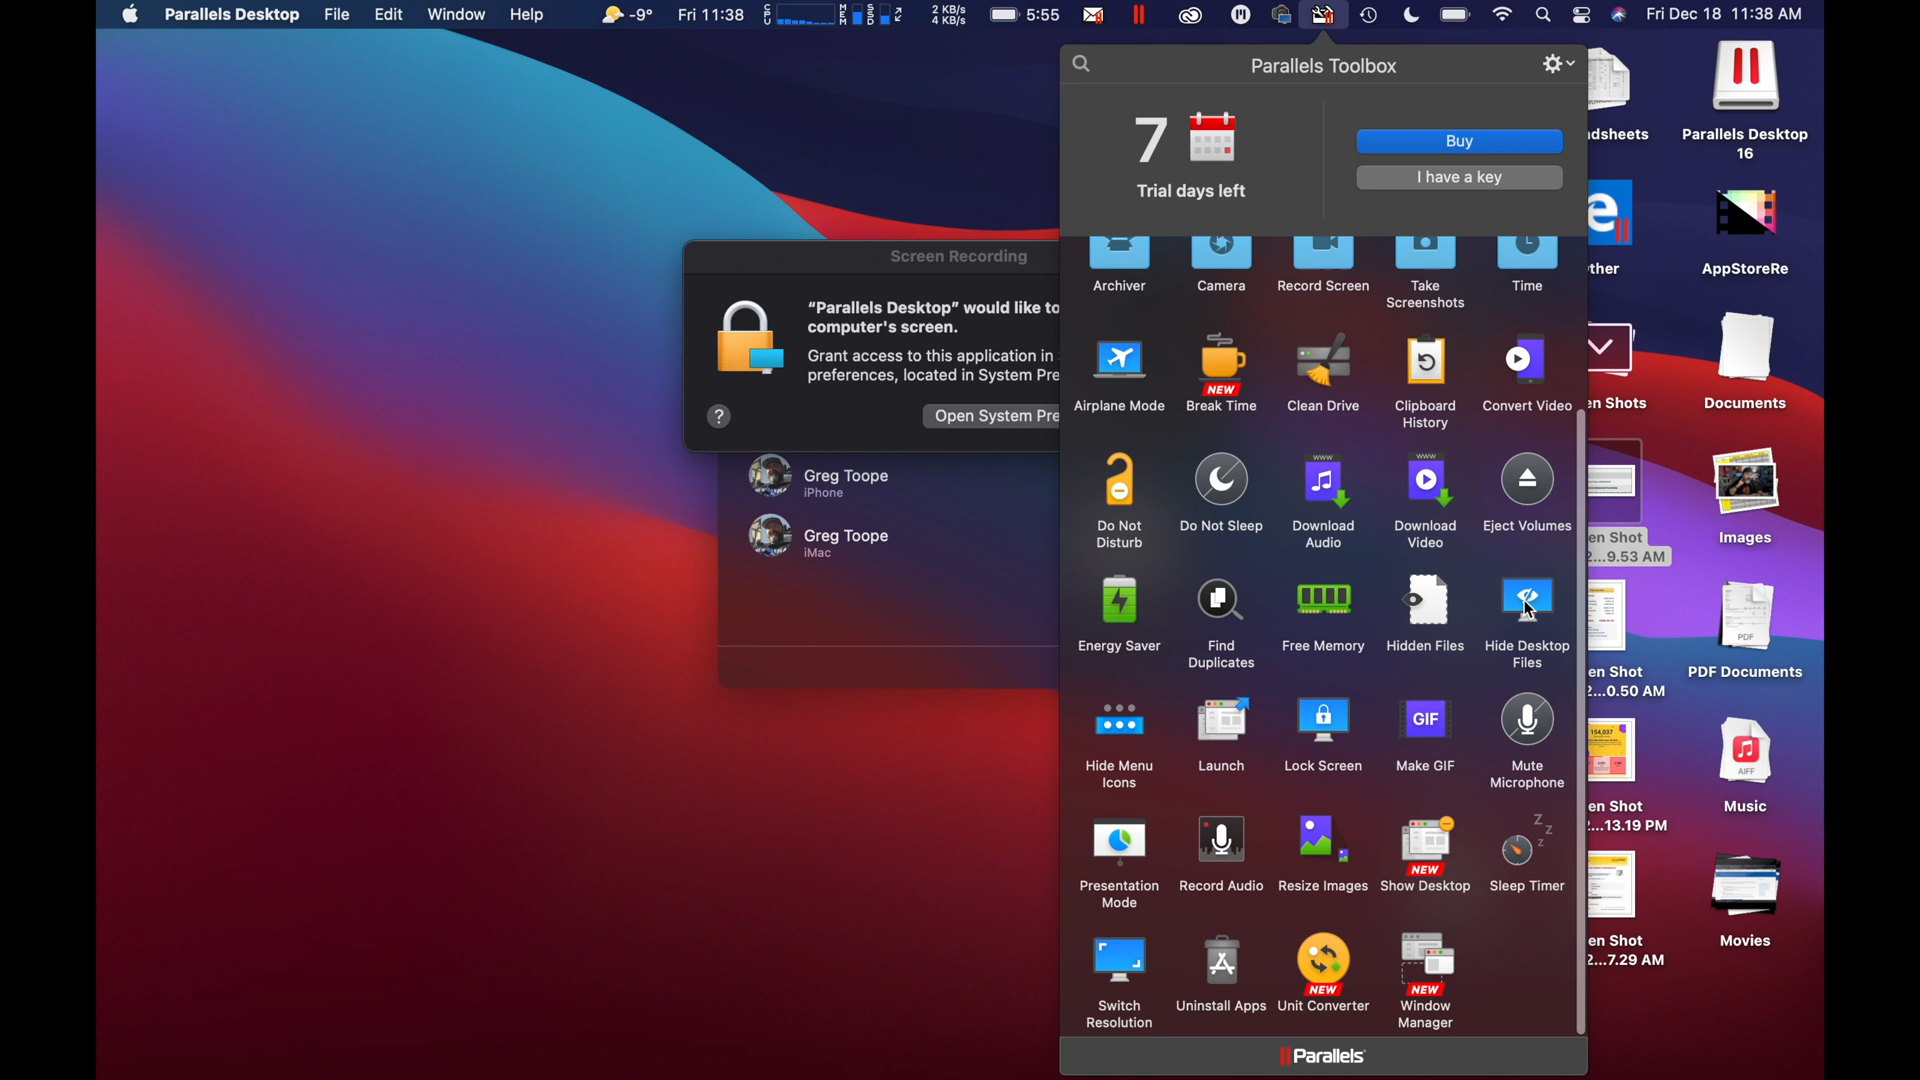 Parallels Desktop File Edit Window Help -9° Fri 11:38 CPU MEM SSD 2 KB/s 4 KB/s 5:55 Fri Dec 18 11:38 AM
Parallels Toolbox
7
Trial days left
Buy
I have a key
Archiver Camera Record Screen Take Screenshots Time
NEW
Airplane Mode Break Time Clean Drive Clipboard History Convert Video
WWW WWW
Do Not Disturb Do Not Sleep Download Audio Download Video Eject Volumes
Energy Saver Find Duplicates Free Memory Hidden Files Hide Desktop Files
GIF
Hide Menu Icons Launch Lock Screen Make GIF Mute Microphone
z z z
NEW
Presentation Mode Record Audio Resize Images Show Desktop Sleep Timer
NEW NEW
Switch Resolution Uninstall Apps Unit Converter Window Manager
Parallels
Screen Recording
“Parallels Desktop” would like to
computer's screen.
Grant access to this application in
preferences, located in System Pre
? Open System Pre
Greg Toope
iPhone
Greg Toope
iMac
dsheets
Parallels Desktop
16
ther
AppStoreRe
en Shots
Documents
en Shot
2...9.53 AM
Images
en Shot
2...0.50 AM
PDF
PDF Documents
154,037
en Shot
2...13.19 PM
AIFF
Music
en Shot
2...7.29 AM
Movies